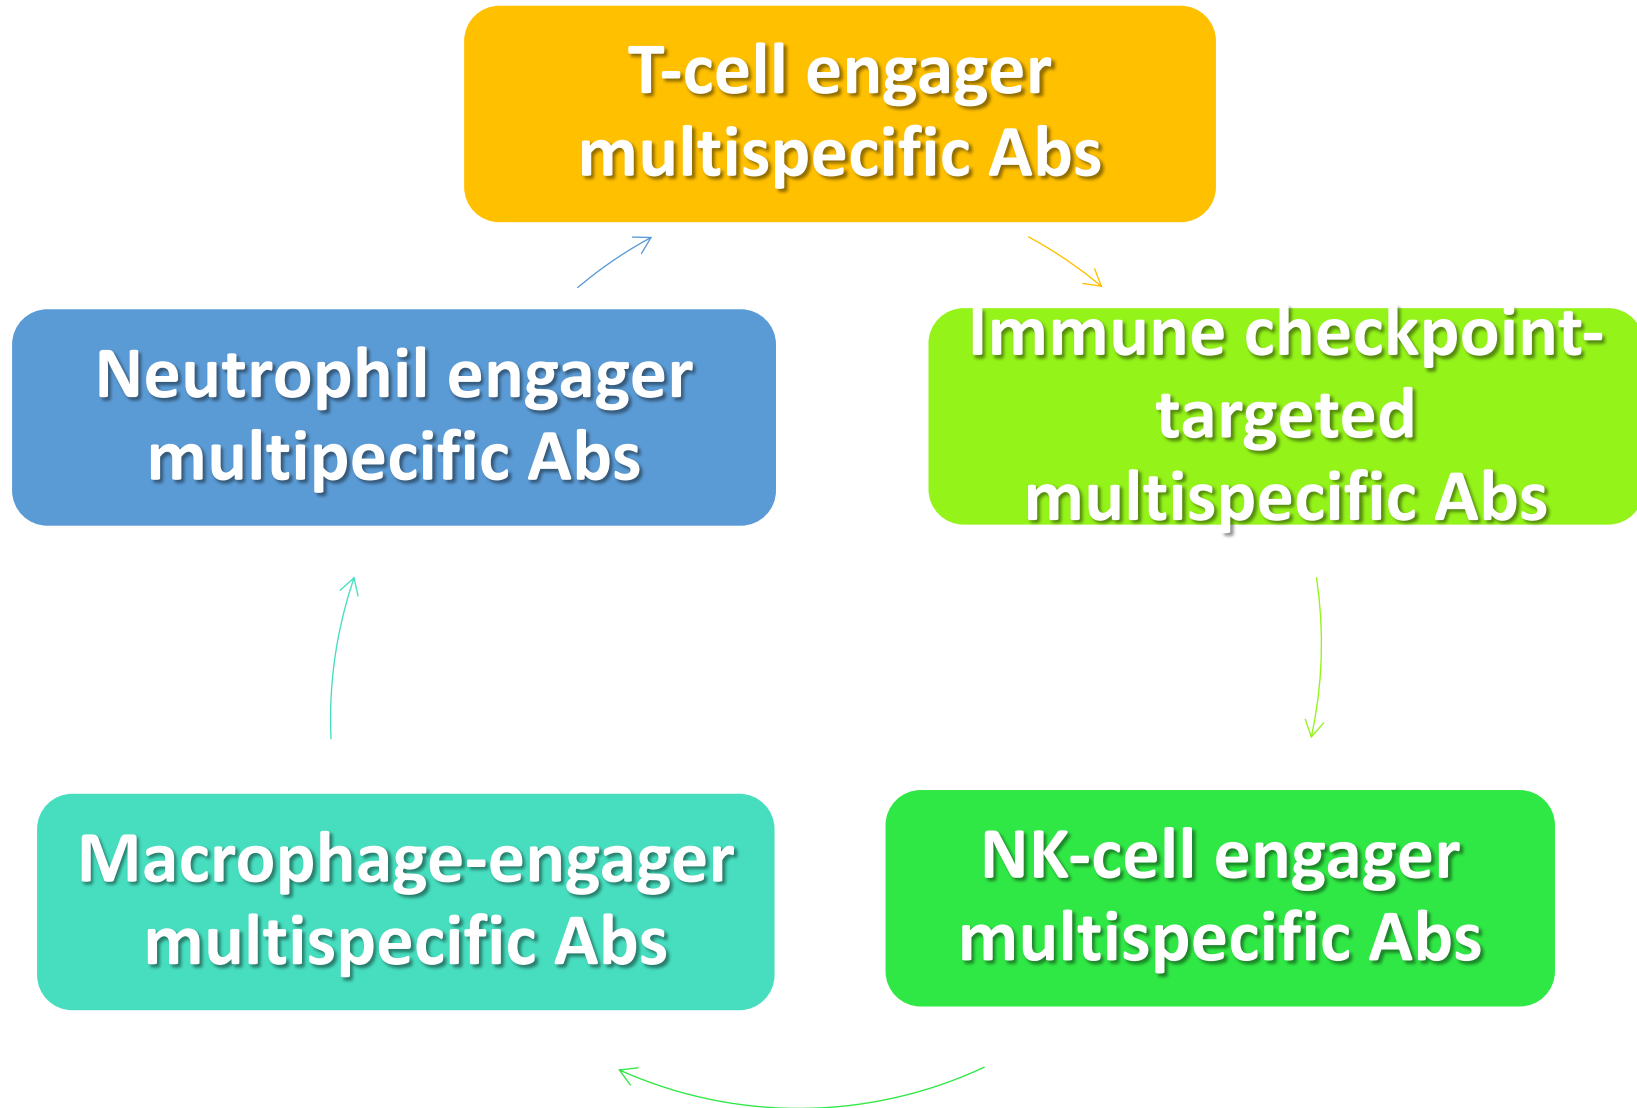 T-cell engager
multispecific Abs
Immune checkpoint-
targeted
multispecific Abs
NK-cell engager
multispecific Abs
Macrophage-engager
multispecific Abs
Neutrophil engager
multipecific Abs